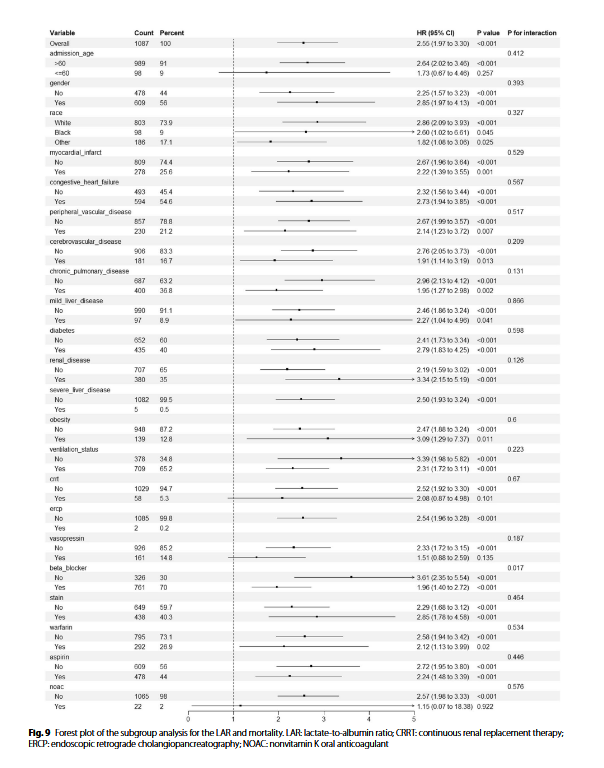 Variable Count Percent HR (95% CI) P value P for interaction
Overall 1087 100 2.55 (1.97 to 3.30) <0.001
admission_age 0.412
>60 989 91 2.64 (2.02 to 3.46) <0.001
<=60 98 9 1.73 (0.67 to 4.46) 0.257
gender 0.393
No 478 44 2.25 (1.57 to 3.23) <0.001
Yes 609 56 2.85 (1.97 to 4.13) <0.001
race 0.327
White 803 73.9 2.86 (2.09 to 3.93) <0.001
Black 98 9 2.60 (1.02 to 6.61) 0.045
Other 186 17.1 1.82 (1.08 to 3.06) 0.025
myocardial_infarct 0.529
No 809 74.4 2.67 (1.96 to 3.64) <0.001
Yes 278 25.6 2.22 (1.39 to 3.55) 0.001
congestive_heart_failure 0.567
No 493 45.4 2.32 (1.56 to 3.44) <0.001
Yes 594 54.6 2.73 (1.94 to 3.85) <0.001
peripheral_vascular_disease 0.517
No 857 78.8 2.67 (1.99 to 3.57) <0.001
Yes 230 21.2 2.14 (1.23 to 3.72) 0.007
cerebrovascular_disease 0.209
No 906 83.3 2.76 (2.05 to 3.73) <0.001
Yes 181 16.7 1.91 (1.14 to 3.19) 0.013
chronic_pulmonary_disease 0.131
No 687 63.2 2.96 (2.13 to 4.12) <0.001
Yes 400 36.8 1.95 (1.27 to 2.98) 0.002
mild_liver_disease 0.866
No 990 91.1 2.46 (1.86 to 3.24) <0.001
Yes 97 8.9 2.27 (1.04 to 4.96) 0.041
diabetes 0.598
No 652 60 2.41 (1.73 to 3.34) <0.001
Yes 435 40 2.79 (1.83 to 4.25) <0.001
renal_disease 0.126
No 707 65 2.19 (1.59 to 3.02) <0.001
Yes 380 35 3.34 (2.15 to 5.19) <0.001
severe_liver_disease
No 1082 99.5 2.50 (1.93 to 3.24) <0.001
Yes 5 0.5
obesity 0.6
No 948 87.2 2.47 (1.88 to 3.24) <0.001
Yes 139 12.8 3.09 (1.29 to 7.37) 0.011
ventilation_status 0.223
No 378 34.8 3.39 (1.98 to 5.82) <0.001
Yes 709 65.2 2.31 (1.72 to 3.11) <0.001
crrt 0.67
No 1029 94.7 2.52 (1.92 to 3.30) <0.001
Yes 58 5.3 2.08 (0.87 to 4.98) 0.101
ercp
No 1085 99.8 2.54 (1.96 to 3.28) <0.001
Yes 2 0.2
vasopressin 0.187
No 926 85.2 2.33 (1.72 to 3.15) <0.001
Yes 161 14.8 1.51 (0.88 to 2.59) 0.135
beta_blocker 0.017
No 326 30 3.61 (2.35 to 5.54) <0.001
Yes 761 70 1.96 (1.40 to 2.72) <0.001
stain 0.464
No 649 59.7 2.29 (1.68 to 3.12) <0.001
Yes 438 40.3 2.85 (1.78 to 4.58) <0.001
warfarin 0.534
No 795 73.1 2.58 (1.94 to 3.42) <0.001
Yes 292 26.9 2.12 (1.13 to 3.99) 0.02
aspirin 0.446
No 609 56 2.72 (1.95 to 3.80) <0.001
Yes 478 44 2.24 (1.48 to 3.39) <0.001
noac 0.576
No 1065 98 2.57 (1.98 to 3.33) <0.001
Yes 22 2 1.15 (0.07 to 18.38) 0.922
0 1 2 3 4 5
Fig. 9 Forest plot of the subgroup analysis for the LAR and mortality. LAR: lactate-to-albumin ratio; CRRT: continuous renal replacement therapy;
ERCP: endoscopic retrograde cholangiopancreatography; NOAC: nonvitamin K oral anticoagulant